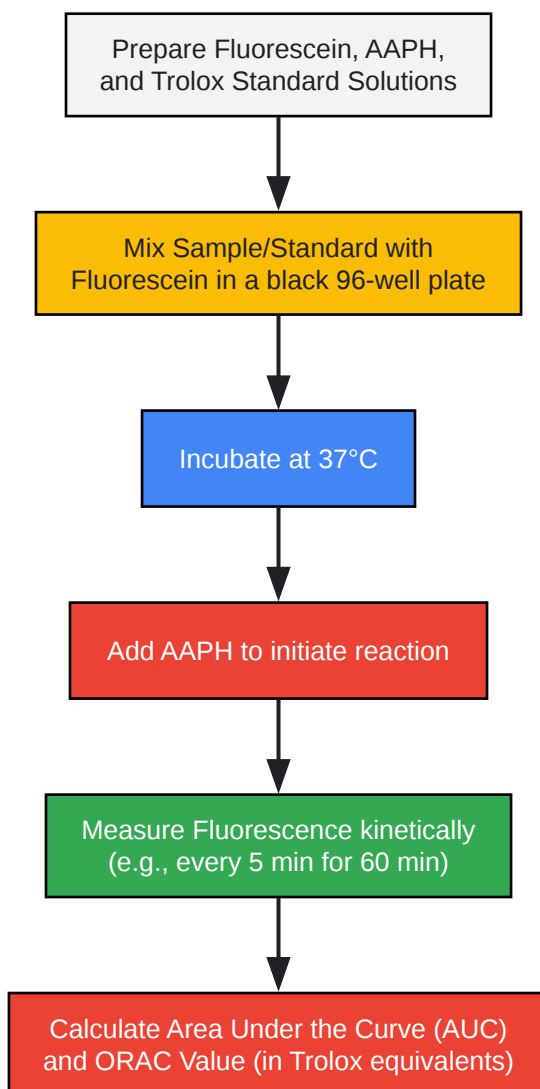 Prepare Fluorescein, AAPH,
and Trolox Standard Solutions
Mix Sample/Standard with
Fluorescein in a black 96-well plate
Incubate at 37°C
Add AAPH to initiate reaction
Measure Fluorescence kinetically
(e.g., every 5 min for 60 min)
Calculate Area Under the Curve (AUC)
and ORAC Value (in Trolox equivalents)